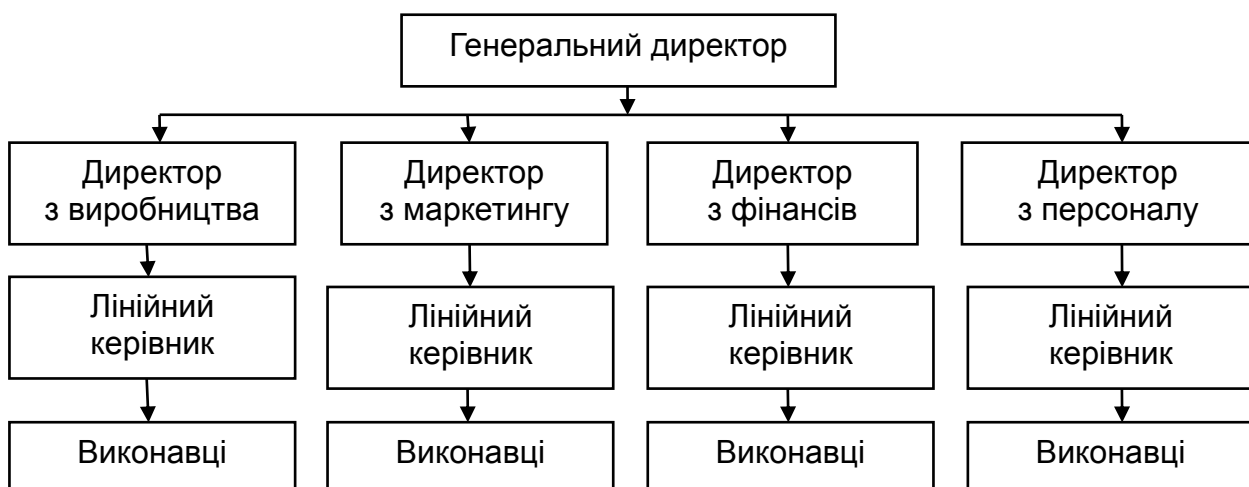 Генеральний директор
Директор
з виробництва
Директор
з маркетингу
Директор
з фінансів
Директор
з персоналу
Лінійний
керівник
Лінійний
керівник
Лінійний
керівник
Лінійний
керівник
Виконавці
Виконавці
Виконавці
Виконавці